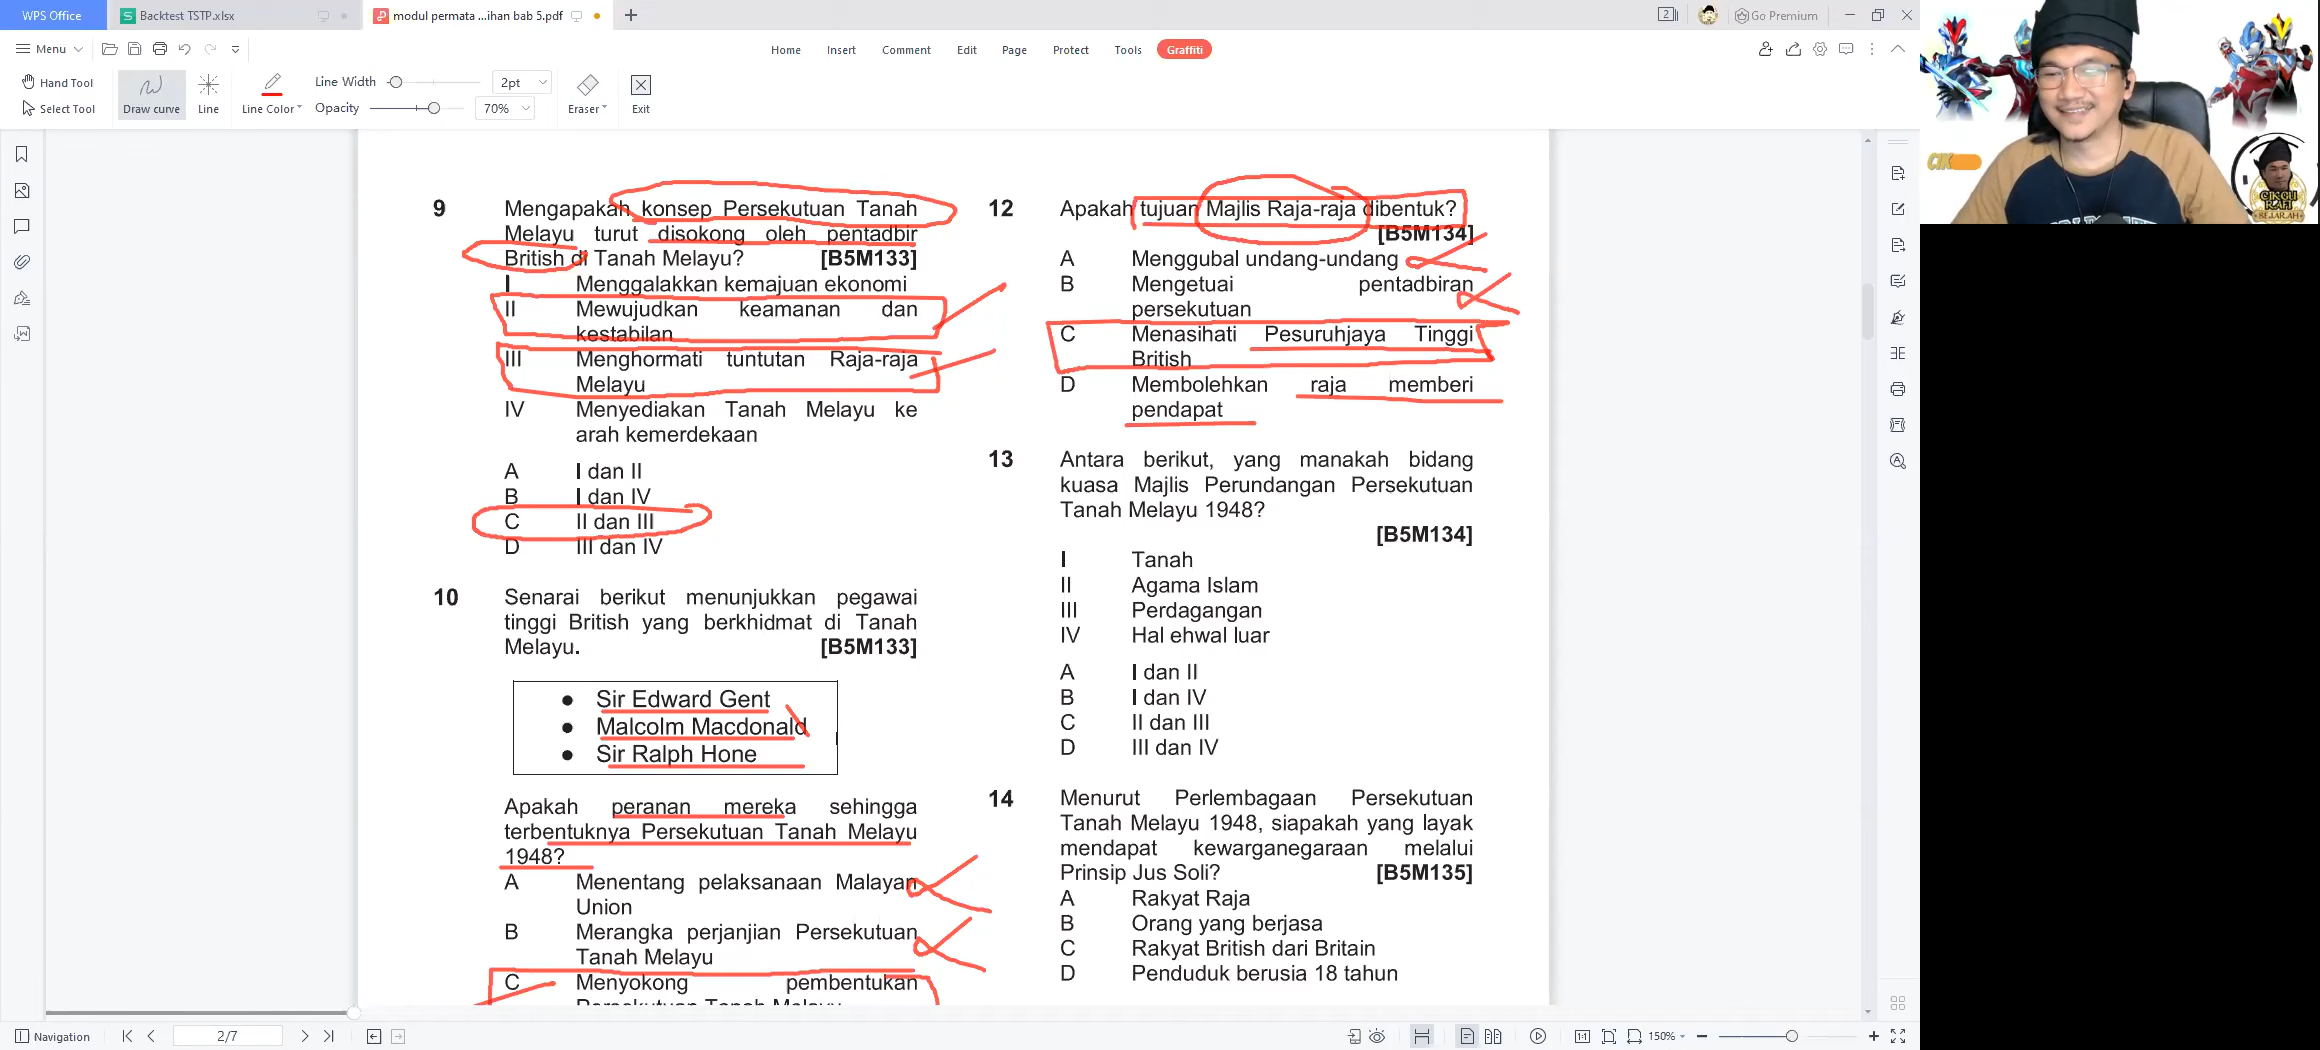 WPS Office
Backtest TSTP.xlsx
modul permata ...ihan bab 5.pdf
2
Go Premium
Menu
Home
Insert
Comment
Edit
Page
Protect
Tools
Graffiti
Hand Tool
Select Tool
Draw curve
Line
Line Color
Line Width
2pt
Opacity
70%
Eraser
Exit
9 Mengapakah konsep Persekutuan Tanah
Melayu turut disokong oleh pentadbir
British di Tanah Melayu? [B5M133]
I Menggalakkan kemajuan ekonomi
II Mewujudkan keamanan dan
kestabilan
III Menghormati tuntutan Raja-raja
Melayu
IV Menyediakan Tanah Melayu ke
arah kemerdekaan
A I dan II
B I dan IV
C II dan III
D III dan IV
10 Senarai berikut menunjukkan pegawai
tinggi British yang berkhidmat di Tanah
Melayu. [B5M133]
• Sir Edward Gent
• Malcolm Macdonald
• Sir Ralph Hone
Apakah peranan mereka sehingga
terbentuknya Persekutuan Tanah Melayu
1948?
A Menentang pelaksanaan Malayan
Union
B Merangka perjanjian Persekutuan
Tanah Melayu
C Menyokong pembentukan
Persekutuan Tanah Melayu
12 Apakah tujuan Majlis Raja-raja dibentuk?
[B5M134]
A Menggubal undang-undang
B Mengetuai pentadbiran
persekutuan
C Menasihati Pesuruhjaya Tinggi
British
D Membolehkan raja memberi
pendapat
13 Antara berikut, yang manakah bidang
kuasa Majlis Perundangan Persekutuan
Tanah Melayu 1948?
[B5M134]
I Tanah
II Agama Islam
III Perdagangan
IV Hal ehwal luar
A I dan II
B I dan IV
C II dan III
D III dan IV
14 Menurut Perlembagaan Persekutuan
Tanah Melayu 1948, siapakah yang layak
mendapat kewarganegaraan melalui
Prinsip Jus Soli? [B5M135]
A Rakyat Raja
B Orang yang berjasa
C Rakyat British dari Britain
D Penduduk berusia 18 tahun
CIK
CIKGU
RAFI
SEJARAH
Navigation
2/7
150%